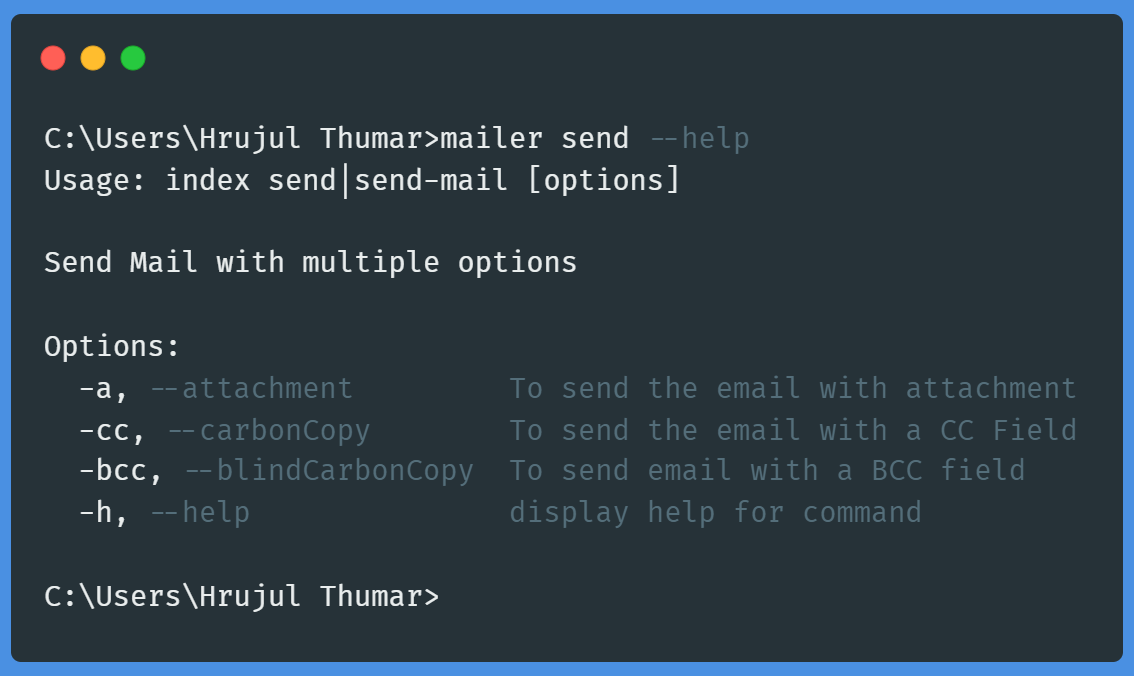 C:\Users\Hrujul Thumar>mailer send --help
Usage: index send|send-mail [options]
Send Mail with multiple options
Options:
-a, --attachment To send the email with attachment
-cc, --carbonCopy To send the email with a CC Field
-bcc, --blindCarbonCopy To send email with a BCC field
-h, --help display help for command
C:\Users\Hrujul Thumar>